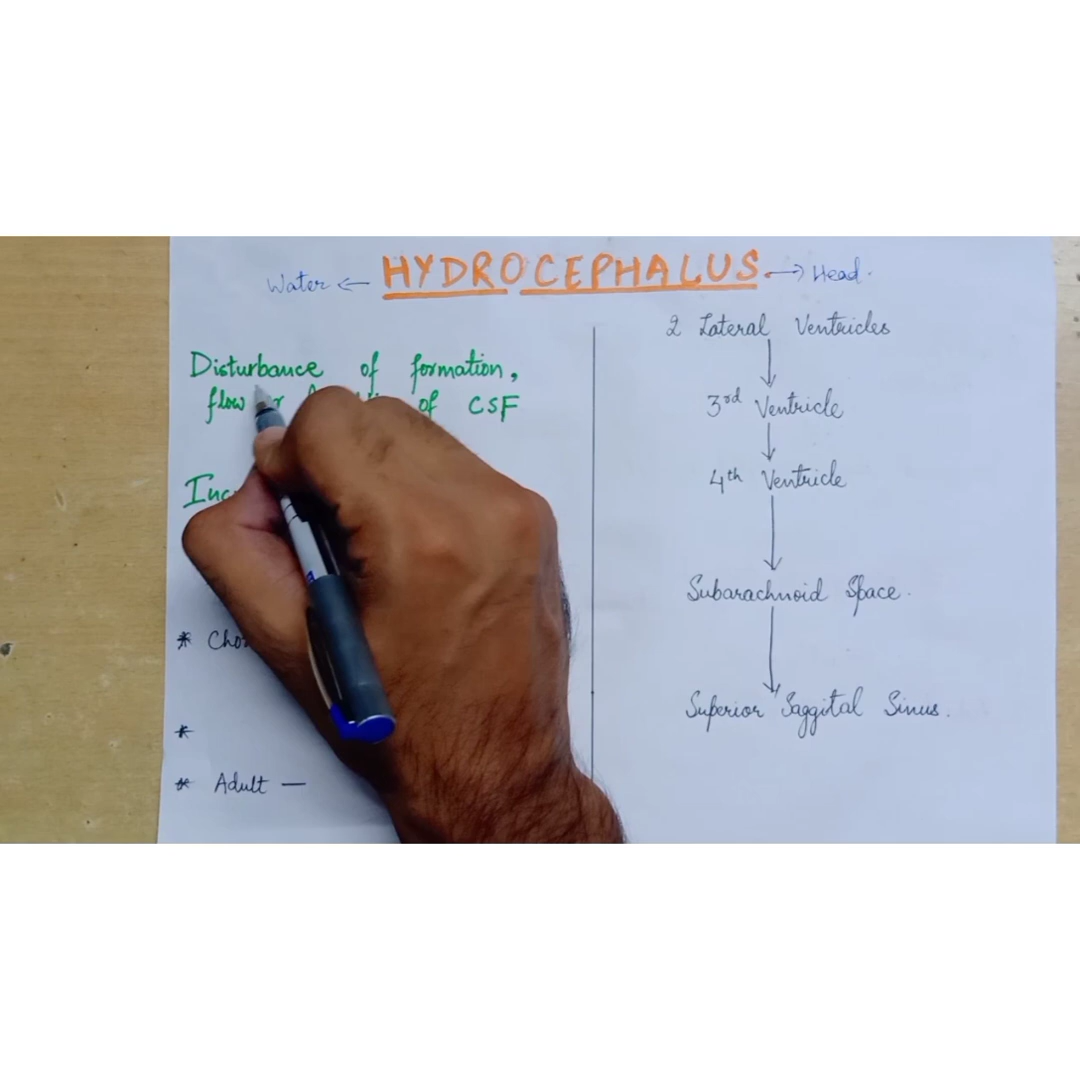 Water ← HYDROCEPHALUS → Head.
Disturbance of formation,
flow of CSF
* Adult —
2 Lateral Ventricles
3rd Ventricle
4th Ventricle
Subarachnoid Space.
Superior Saggital Sinus.